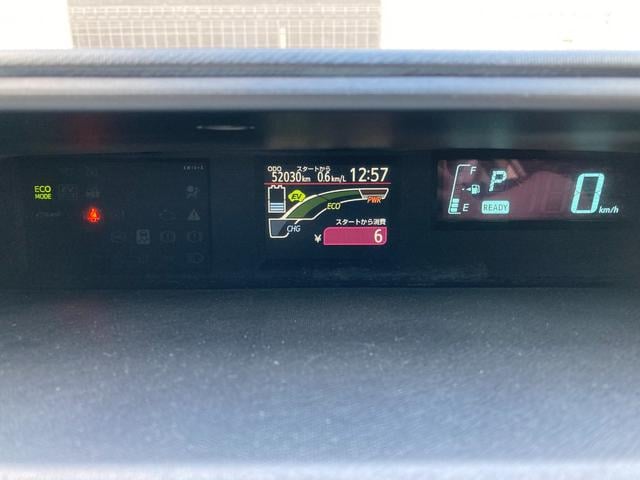 ECO
MODE
ODO
52030km
スタートから
0.6km/L
12:57
EV
ECO
PWR
CHG
スタートから消費
¥ 6
F
E
P
READY
0 km/h